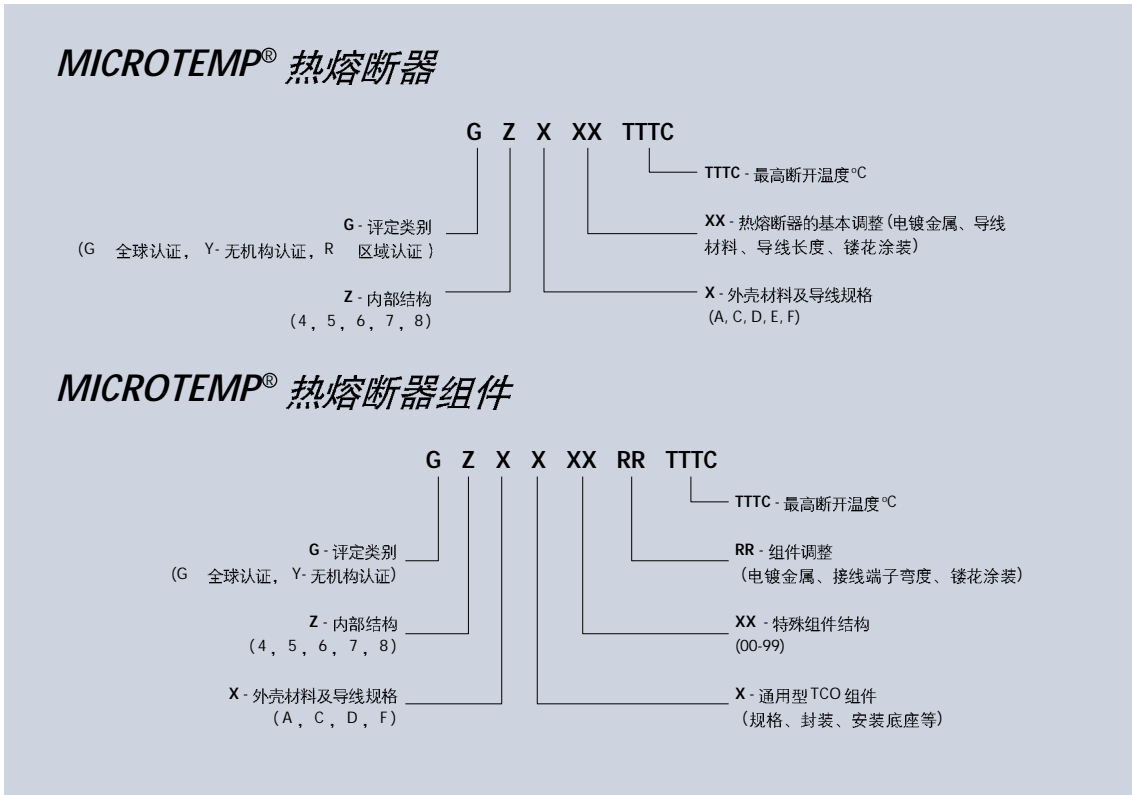 MICROTEMP® 热熔断器
G Z X XX TTTC
TTTC - 最高断开温度°C
XX - 热熔断器的基本调整 (电镀金属、导线
材料、导线长度、镂花涂装)
G - 评定类别
(G 全球认证, Y- 无机构认证, R 区域认证 )
X - 外壳材料及导线规格
(A, C, D, E, F)
Z - 内部结构
(4, 5, 6, 7, 8)
MICROTEMP® 热熔断器组件
G Z X X XX RR TTTC
TTTC - 最高断开温度°C
G - 评定类别
(G 全球认证, Y- 无机构认证)
RR - 组件调整
(电镀金属、接线端子弯度、镂花涂装)
Z - 内部结构
(4, 5, 6, 7, 8)
XX - 特殊组件结构
(00-99)
X - 外壳材料及导线规格
(A, C, D, F)
X - 通用型 TCO 组件
(规格、封装、安装底座等)